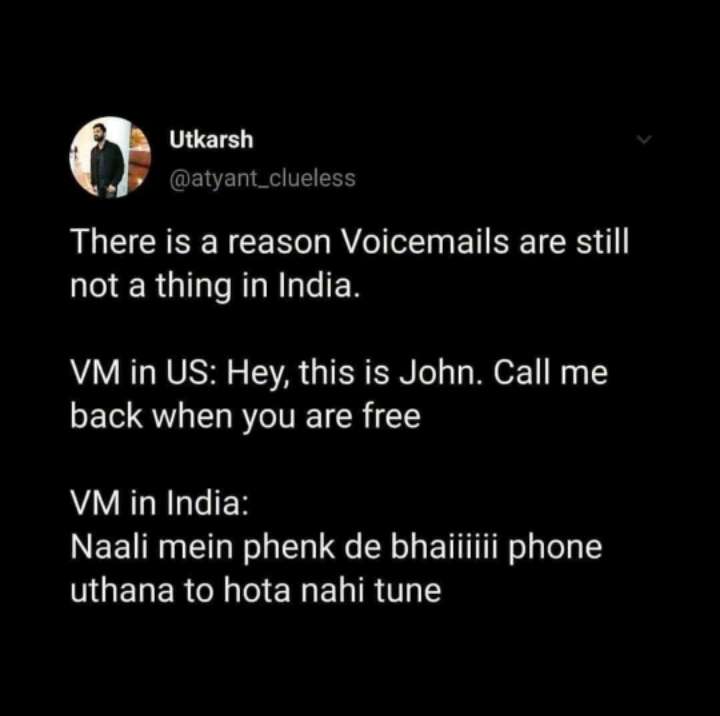 Utkarsh
@atyant_clueless
There is a reason Voicemails are still
not a thing in India.
VM in US: Hey, this is John. Call me
back when you are free
VM in India:
Naali mein phenk de bhaiiiiii phone
uthana to hota nahi tune